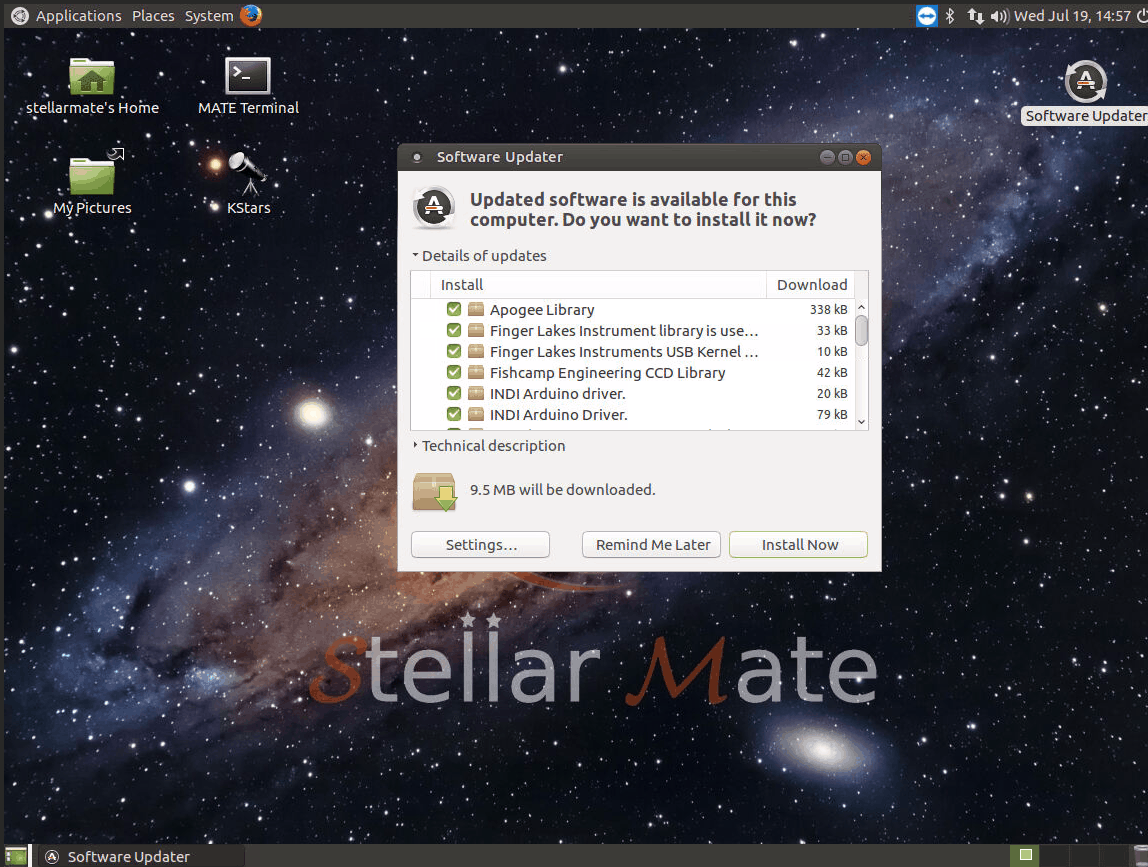 Applications Places System
Wed Jul 19, 14:57
stellarmate's Home
MATE Terminal
Software Updater
My Pictures
KStars
Software Updater
Updated software is available for this
computer. Do you want to install it now?
Details of updates
Install Download
Apogee Library 338 kB
Finger Lakes Instrument library is use... 33 kB
Finger Lakes Instruments USB Kernel ... 10 kB
Fishcamp Engineering CCD Library 42 kB
INDI Arduino driver. 20 kB
INDI Arduino Driver. 79 kB
Technical description
9.5 MB will be downloaded.
Settings...
Remind Me Later
Install Now
Stellar Mate
Software Updater